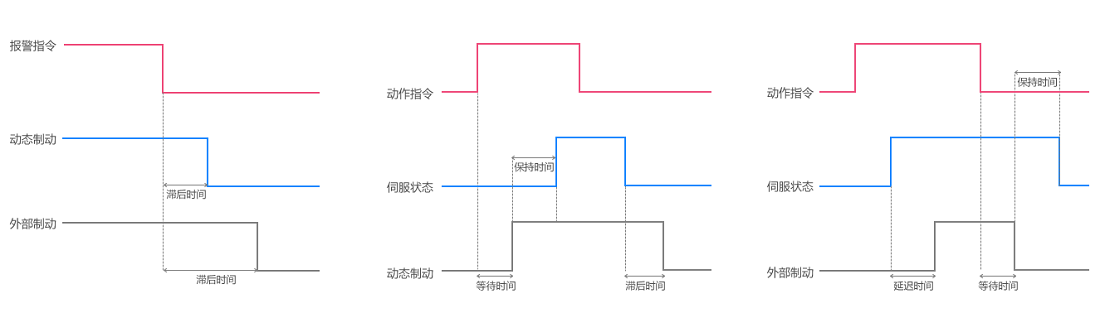 报警指令
动态制动
滞后时间
外部制动
滞后时间
动作指令
保持时间
伺服状态
动态制动
等待时间
滞后时间
保持时间
动作指令
伺服状态
外部制动
延迟时间
等待时间